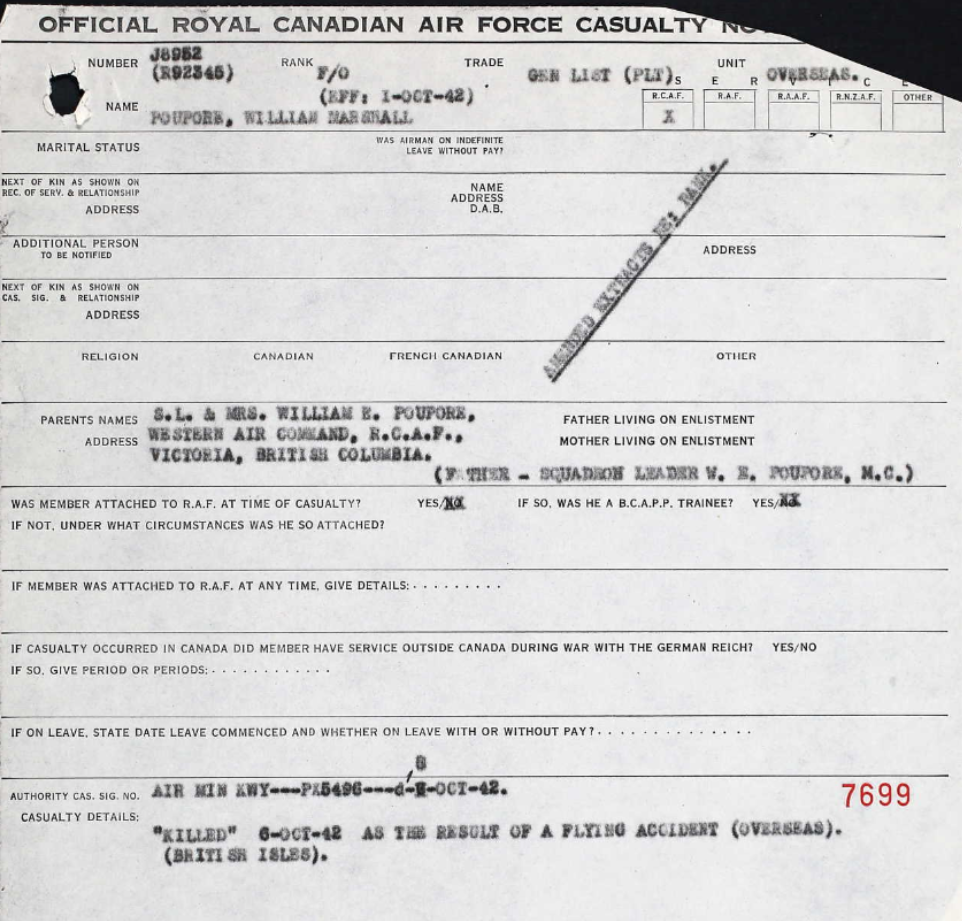 OFFICIAL ROYAL CANADIAN AIR FORCE CASUALTY
NUMBER J8952 RANK F/O TRADE GEN LIST (PLT) UNIT OVERSEAS.
(R92345) (EFF: 1-OCT-42) S E R V I C E
R.C.A.F. R.A.F. R.A.A.F. R.N.Z.A.F. OTHER
NAME POUPORE, WILLIAM MARSHALL X
MARITAL STATUS WAS AIRMAN ON INDEFINITE
LEAVE WITHOUT PAY?
NEXT OF KIN AS SHOWN ON NAME
REC. OF SERV. & RELATIONSHIP ADDRESS
ADDRESS D.A.B.
AMENDED EXTRACTS RE: RANK.
ADDITIONAL PERSON ADDRESS
TO BE NOTIFIED
NEXT OF KIN AS SHOWN ON
CAS. SIG. & RELATIONSHIP
ADDRESS
RELIGION CANADIAN FRENCH CANADIAN OTHER
PARENTS NAMES S.L. & MRS. WILLIAM E. POUPORE, FATHER LIVING ON ENLISTMENT
ADDRESS WESTERN AIR COMMAND, R.C.A.F., MOTHER LIVING ON ENLISTMENT
VICTORIA, BRITISH COLUMBIA.
(FATHER - SQUADRON LEADER W. E. POUPORE, M.C.)
WAS MEMBER ATTACHED TO R.A.F. AT TIME OF CASUALTY? YES/NO IF SO, WAS HE A B.C.A.P.P. TRAINEE? YES/NO
IF NOT, UNDER WHAT CIRCUMSTANCES WAS HE SO ATTACHED?
IF MEMBER WAS ATTACHED TO R.A.F. AT ANY TIME, GIVE DETAILS: . . . . . . . . .
IF CASUALTY OCCURRED IN CANADA DID MEMBER HAVE SERVICE OUTSIDE CANADA DURING WAR WITH THE GERMAN REICH? YES/NO
IF SO, GIVE PERIOD OR PERIODS: . . . . . . . . . . . .
IF ON LEAVE, STATE DATE LEAVE COMMENCED AND WHETHER ON LEAVE WITH OR WITHOUT PAY? . . . . . . . . . . . . . .
8
AUTHORITY CAS. SIG. NO. AIR MIN KWY---PX5496---d- -OCT-42. 7699
CASUALTY DETAILS:
"KILLED" 6-OCT-42 AS THE RESULT OF A FLYING ACCIDENT (OVERSEAS).
(BRITISH ISLES).